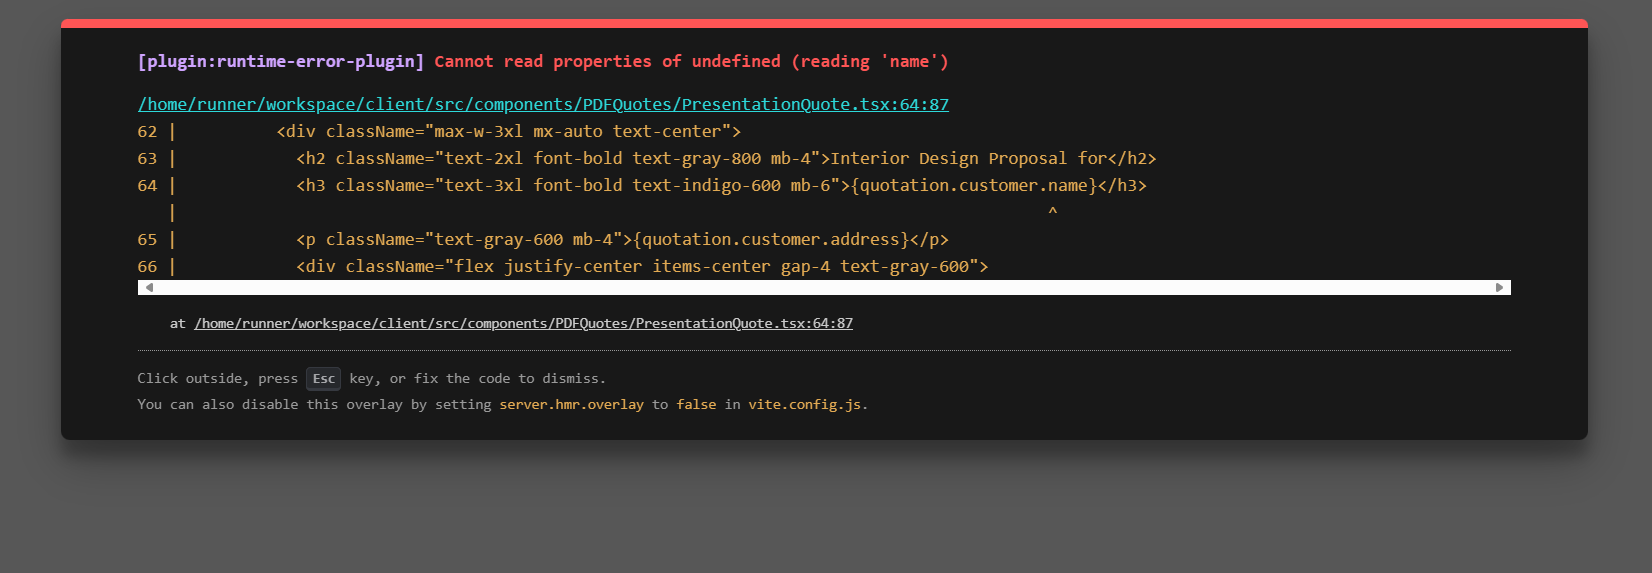 [plugin:runtime-error-plugin] Cannot read properties of undefined (reading 'name')
/home/runner/workspace/client/src/components/PDFQuotes/PresentationQuote.tsx:64:87
62 |          <div className="max-w-3xl mx-auto text-center">
63 |            <h2 className="text-2xl font-bold text-gray-800 mb-4">Interior Design Proposal for</h2>
64 |            <h3 className="text-3xl font-bold text-indigo-600 mb-6">{quotation.customer.name}</h3>
   |                                                                                       ^
65 |            <p className="text-gray-600 mb-4">{quotation.customer.address}</p>
66 |            <div className="flex justify-center items-center gap-4 text-gray-600">
at /home/runner/workspace/client/src/components/PDFQuotes/PresentationQuote.tsx:64:87
Click outside, press Esc key, or fix the code to dismiss.
You can also disable this overlay by setting server.hmr.overlay to false in vite.config.js.